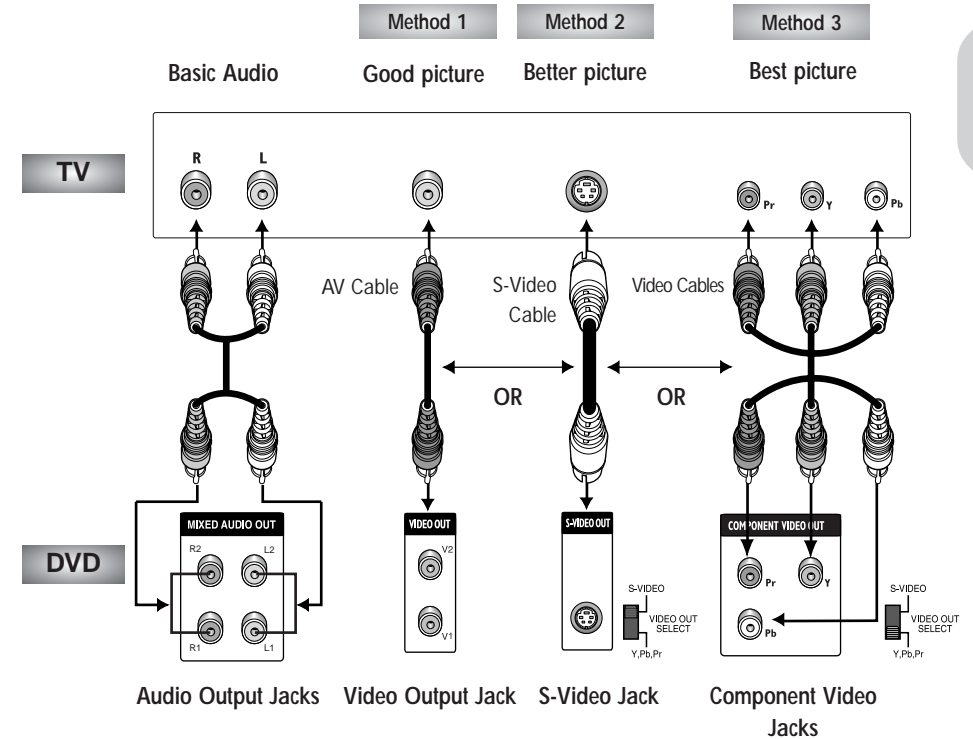 Method 1
Method 2
Method 3
Basic Audio
Good picture
Better picture
Best picture
TV
R
L
Pr
Y
Pb
AV Cable
S-Video
Cable
Video Cables
OR
OR
DVD
MIXED AUDIO OUT
R2
L2
R1
L1
VIDEO OUT
V2
V1
S-VIDEO OUT
S-VIDEO
VIDEO OUT
SELECT
Y,Pb,Pr
COMPONENT VIDEO OUT
Pr
Y
Pb
S-VIDEO
VIDEO OUT
SELECT
Y,Pb,Pr
Audio Output Jacks
Video Output Jack
S-Video Jack
Component Video
Jacks